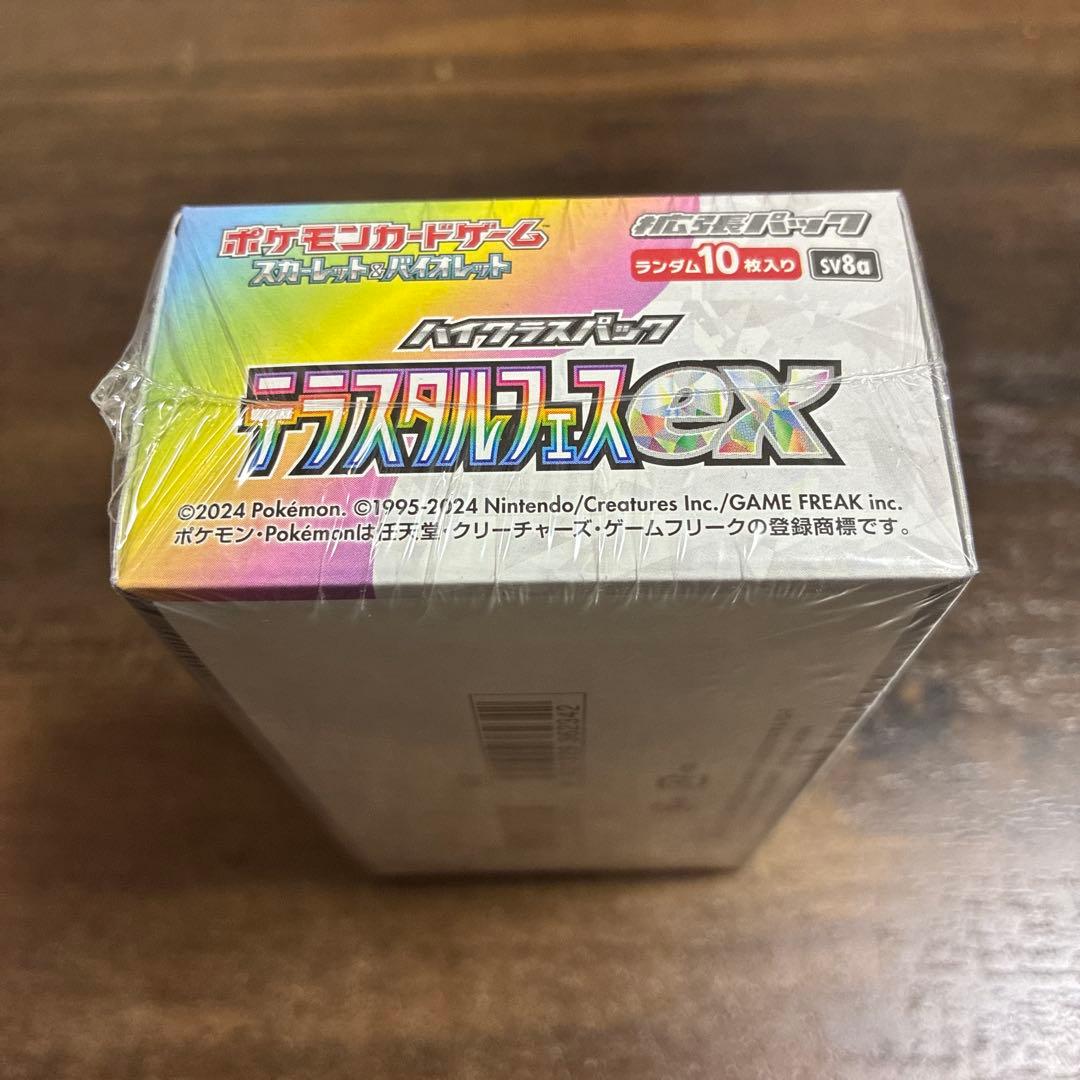 ポケモンカードゲーム
スカーレット&バイオレット
拡張パック
ランダム10枚入り
SV8a
ハイクラスパック
テラスタルフェスex
©2024 Pokémon. ©1995-2024 Nintendo/Creatures Inc./GAME FREAK inc.
ポケモン・Pokémonは任天堂・クリーチャーズ・ゲームフリークの登録商標です。